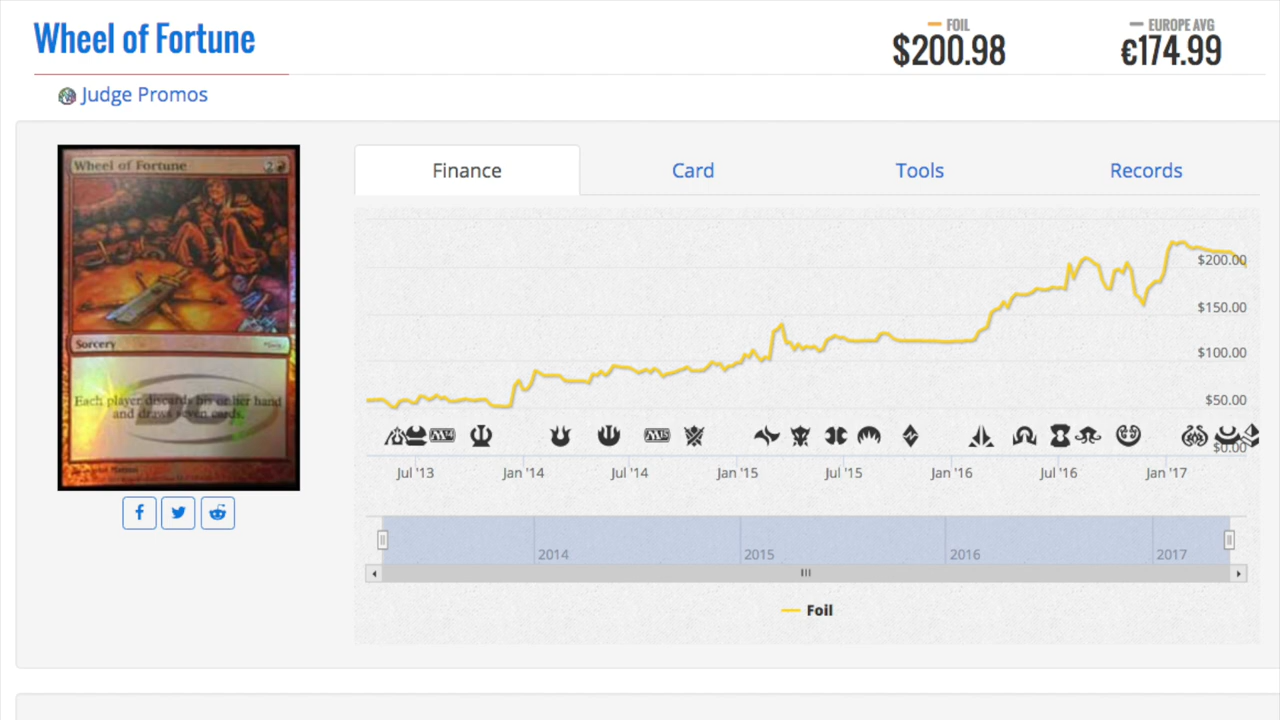 Wheel of Fortune
FOIL
$200.98
EUROPE AVG
€174.99
Judge Promos
Wheel of Fortune 2
Sorcery
Each player discards his or her hand
and draws seven cards.
Finance
Card
Tools
Records
$200.00
$150.00
$100.00
$50.00
$0.00
M14
M15
Jul '13
Jan '14
Jul '14
Jan '15
Jul '15
Jan '16
Jul '16
Jan '17
2014
2015
2016
2017
Foil